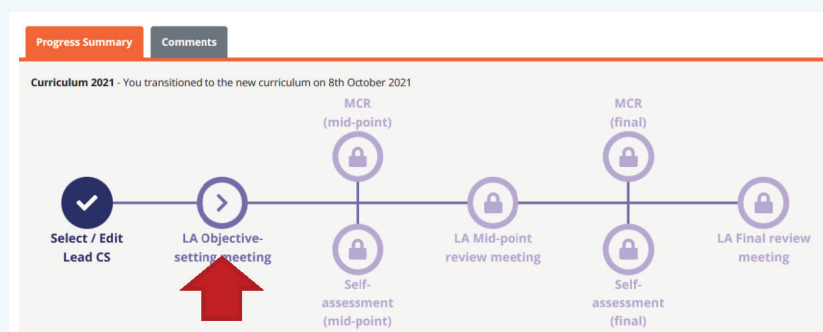 Progress Summary
Comments
Curriculum 2021 - You transitioned to the new curriculum on 8th October 2021
MCR
(mid-point)
MCR
(final)
Select / Edit
Lead CS
LA Objective-
setting meeting
LA Mid-point
review meeting
LA Final review
meeting
Self-
assessment
(mid-point)
Self-
assessment
(final)